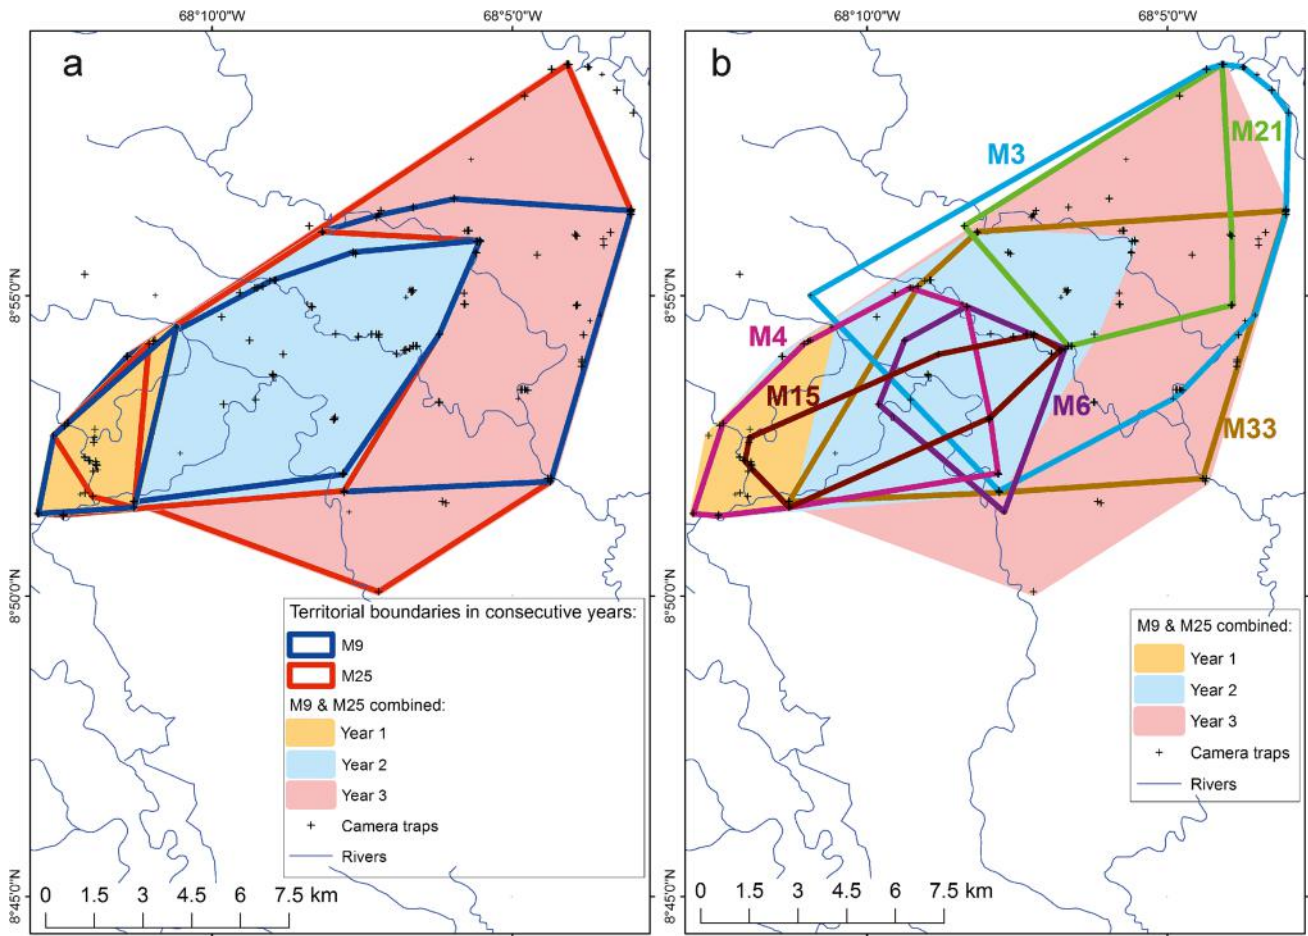 68°10'0"W 68°5'0"W 68°10'0"W 68°5'0"W
a
b
M3
M21
8°55'0"N
8°55'0"N
M4
M15
M6
M33
8°50'0"N
8°50'0"N
Territorial boundaries in consecutive years:
M9
M25
M9 & M25 combined:
Year 1
Year 2
Year 3
Camera traps
Rivers
M9 & M25 combined:
Year 1
Year 2
Year 3
Camera traps
Rivers
8°45'0"N
8°45'0"N
0 1.5 3 4.5 6 7.5 km
0 1.5 3 4.5 6 7.5 km